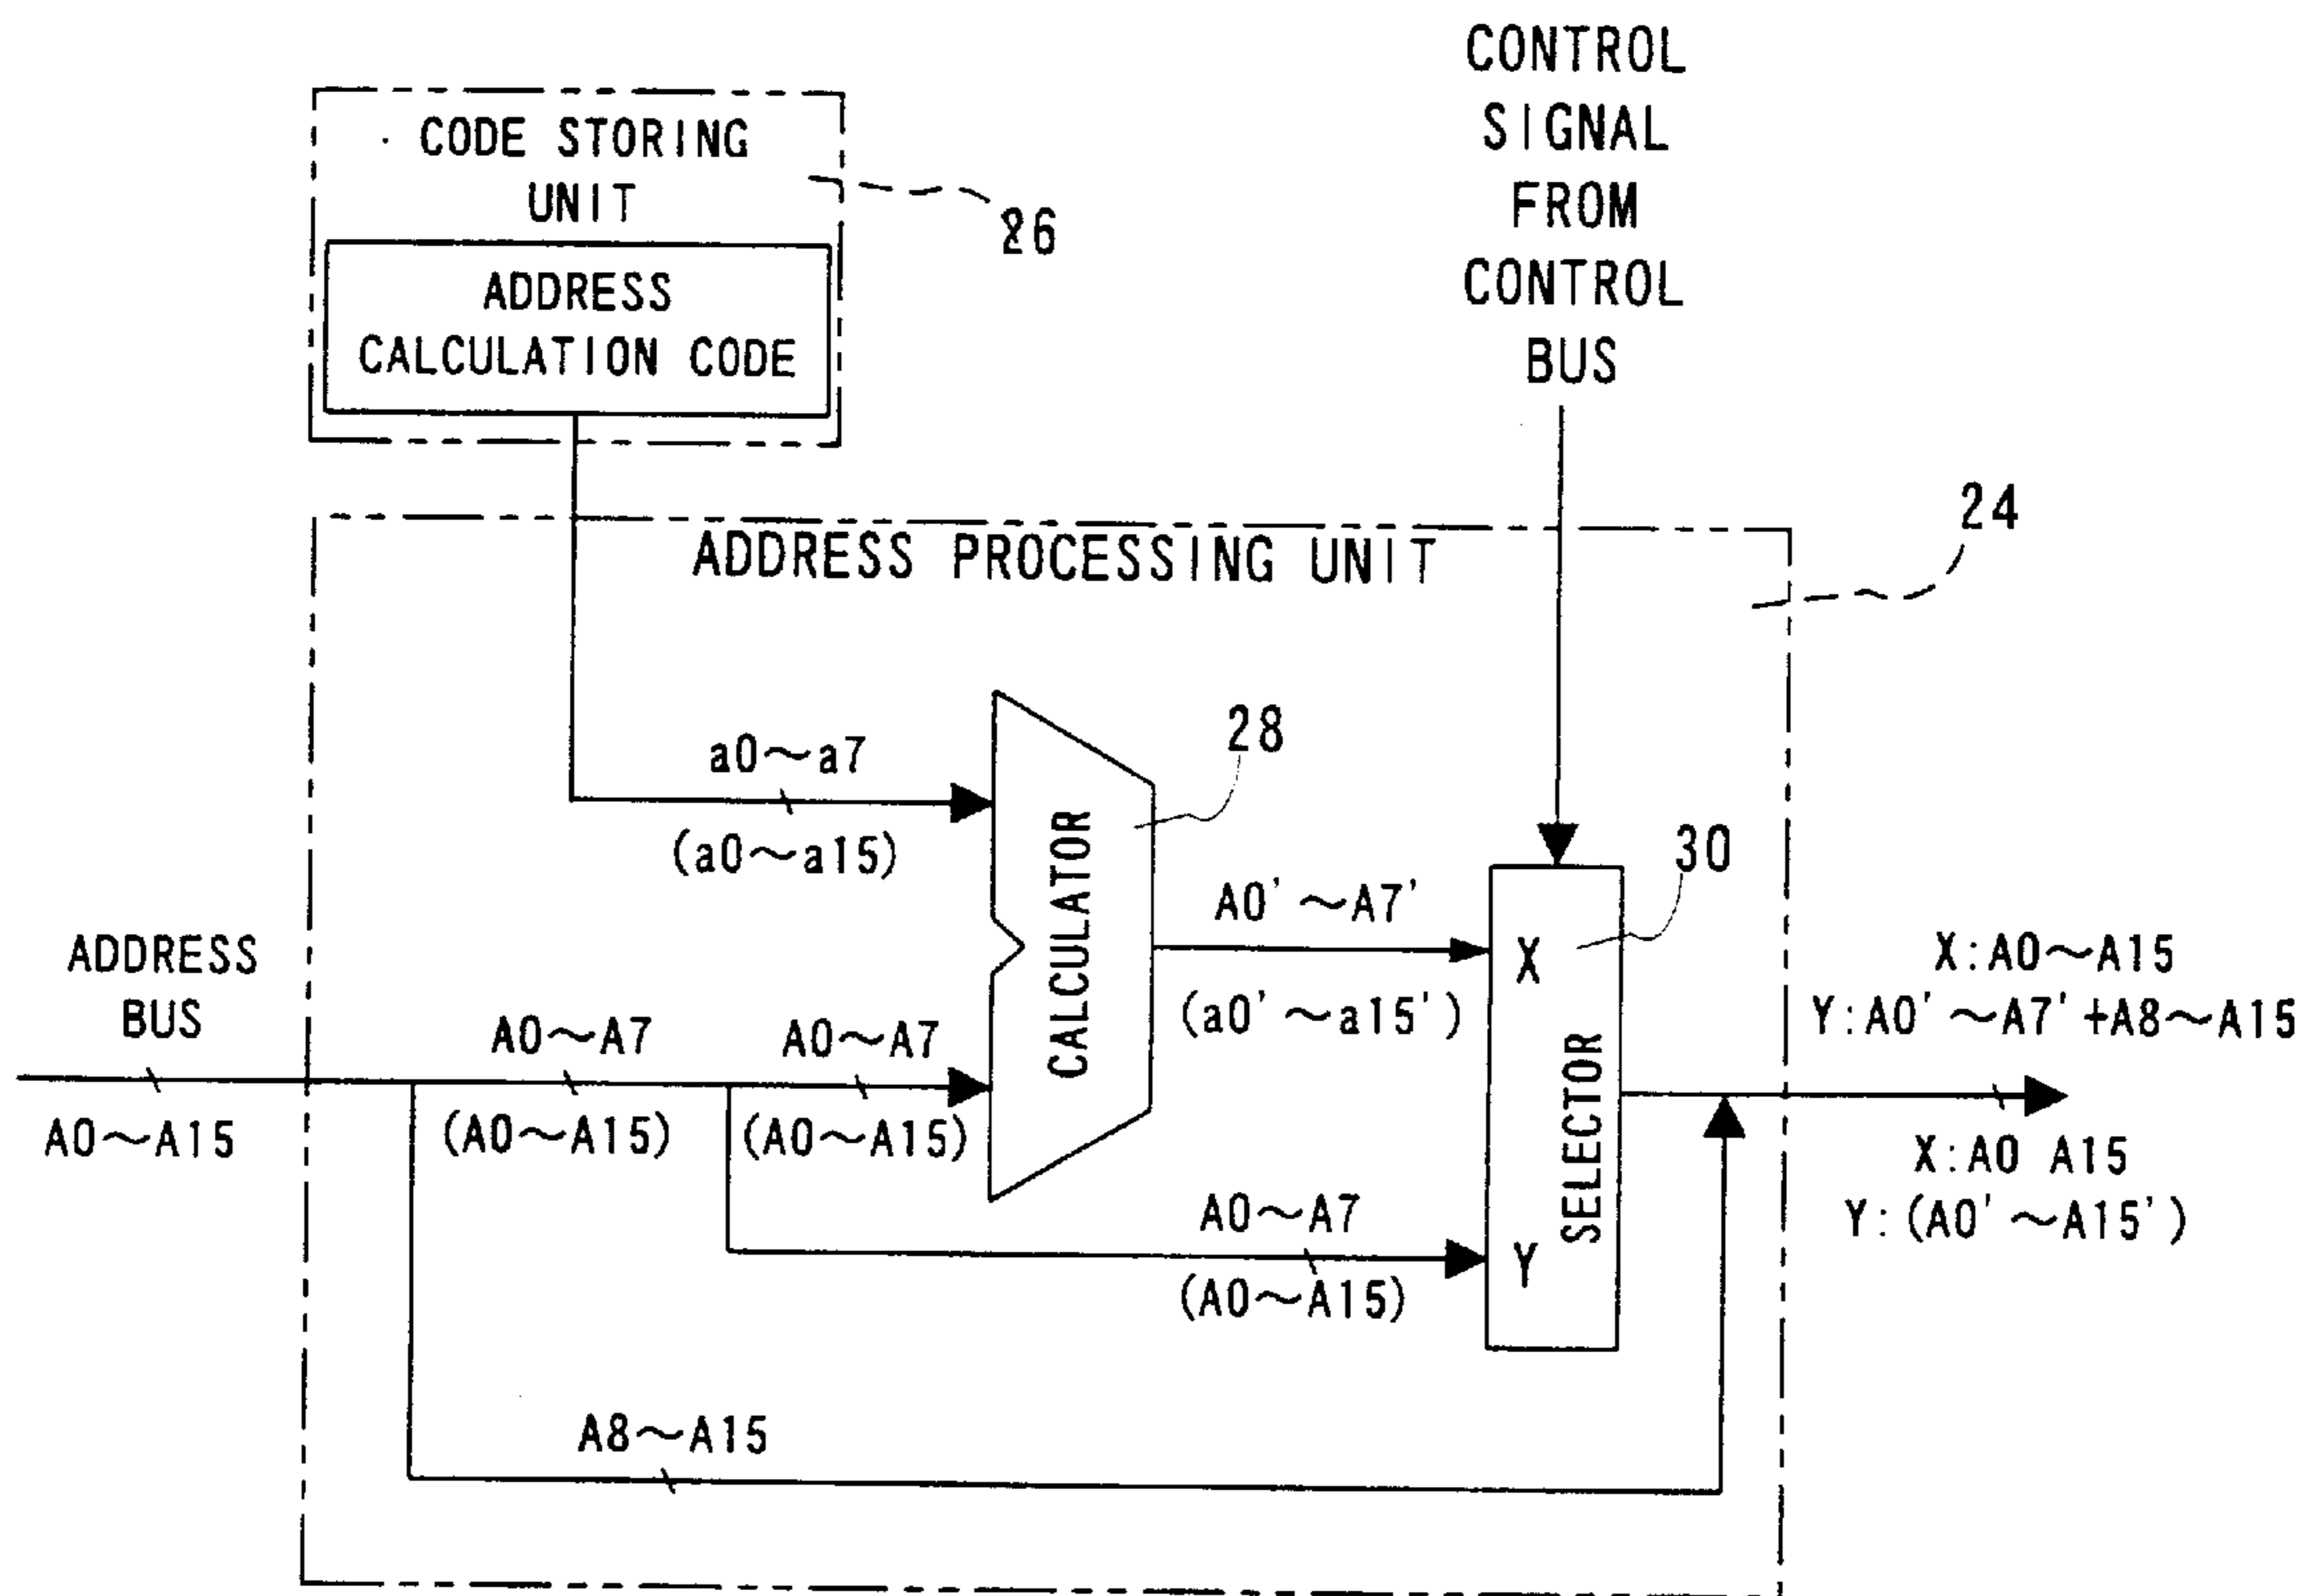 CONTROL
SIGNAL
FROM
CONTROL
BUS
CODE STORING
UNIT
26
ADDRESS
CALCULATION CODE
24
ADDRESS PROCESSING UNIT
28
a0～a7
(a0～a15)
CALCULATOR
30
A0'～A7'
(a0'～a15')
X
Y
SELECTOR
ADDRESS
BUS
A0～A15
A0～A7
(A0～A15)
A0～A7
(A0～A15)
A0～A7
(A0～A15)
A8～A15
X:A0～A15
Y:A0'～A7'+A8～A15
X:A0 A15
Y:(A0'～A15')